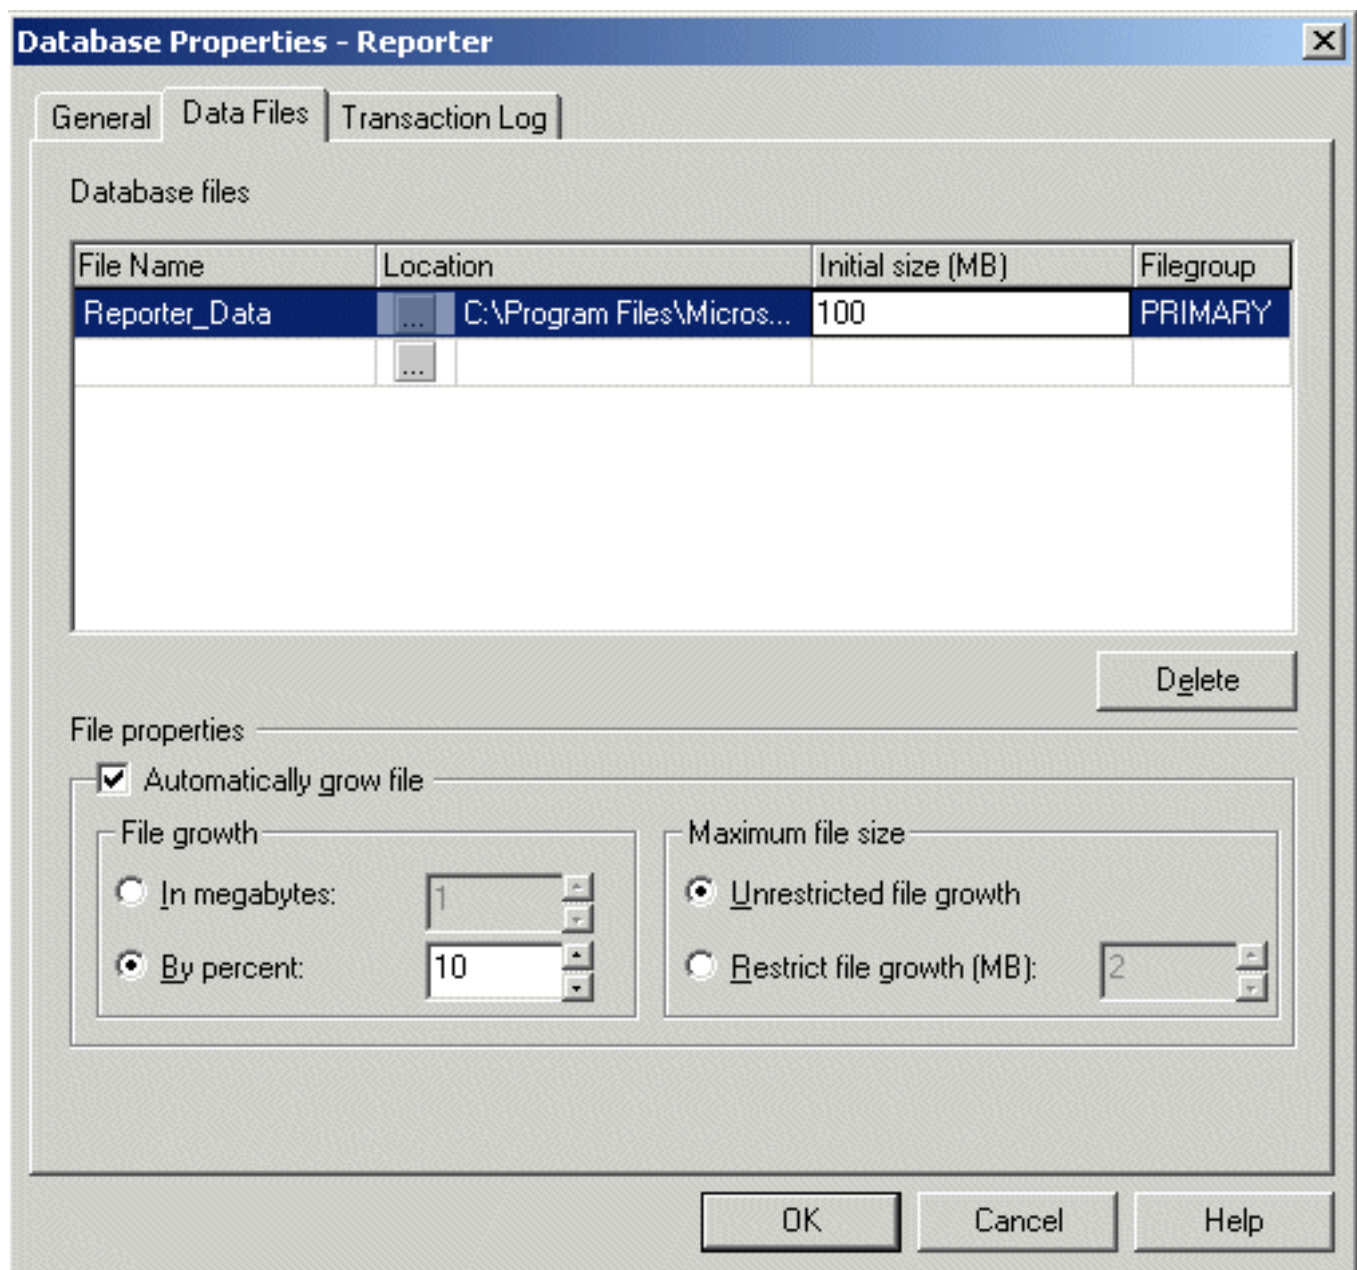 Database Properties - Reporter
General Data Files Transaction Log
Database files
File Name Location Initial size (MB) Filegroup
Reporter_Data ... C:\Program Files\Micros... 100 PRIMARY
...
Delete
File properties
Automatically grow file
File growth Maximum file size
In megabytes: 1 Unrestricted file growth
By percent: 10 Restrict file growth (MB): 2
OK Cancel Help